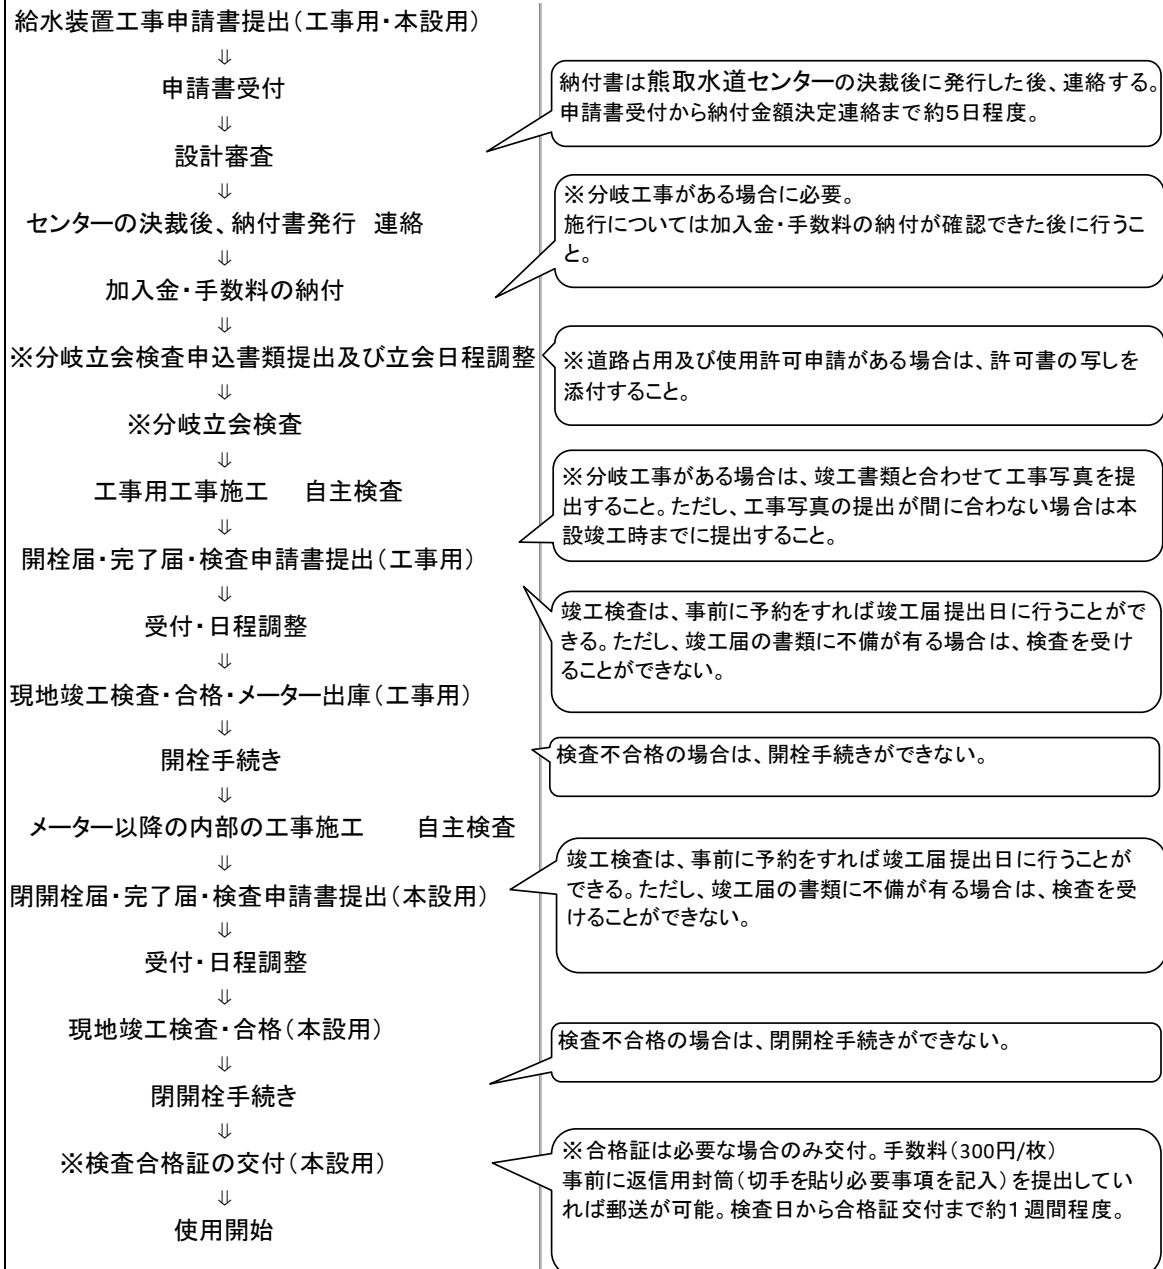 給水装置工事申請書提出（工事用・本設用）
⇓
申請書受付
⇓
設計審査
⇓
センターの決裁後、納付書発行　連絡
⇓
加入金・手数料の納付
⇓
※分岐立会検査申込書類提出及び立会日程調整
⇓
※分岐立会検査
⇓
工事用工事施工　自主検査
⇓
開栓届・完了届・検査申請書提出（工事用）
⇓
受付・日程調整
⇓
現地竣工検査・合格・メーター出庫（工事用）
⇓
開栓手続き
⇓
メーター以降の内部の工事施工　自主検査
⇓
閉開栓届・完了届・検査申請書提出（本設用）
⇓
受付・日程調整
⇓
現地竣工検査・合格（本設用）
⇓
閉開栓手続き
⇓
※検査合格証の交付（本設用）
⇓
使用開始
納付書は熊取水道センターの決裁後に発行した後、連絡する。
申請書受付から納付金額決定連絡まで約５日程度。
※分岐工事がある場合に必要。
施行については加入金・手数料の納付が確認できた後に行うこ
と。
※道路占用及び使用許可申請がある場合は、許可書の写しを
添付すること。
※分岐工事がある場合は、竣工書類と合わせて工事写真を提
出すること。ただし、工事写真の提出が間に合わない場合は本
設竣工時までに提出すること。
竣工検査は、事前に予約をすれば竣工届提出日に行うことがで
きる。ただし、竣工届の書類に不備が有る場合は、検査を受け
ることができない。
検査不合格の場合は、開栓手続きができない。
竣工検査は、事前に予約をすれば竣工届提出日に行うことが
できる。ただし、竣工届の書類に不備が有る場合は、検査を受
けることができない。
検査不合格の場合は、閉開栓手続きができない。
※合格証は必要な場合のみ交付。手数料（300円/枚）
事前に返信用封筒（切手を貼り必要事項を記入）を提出してい
れば郵送が可能。検査日から合格証交付まで約１週間程度。